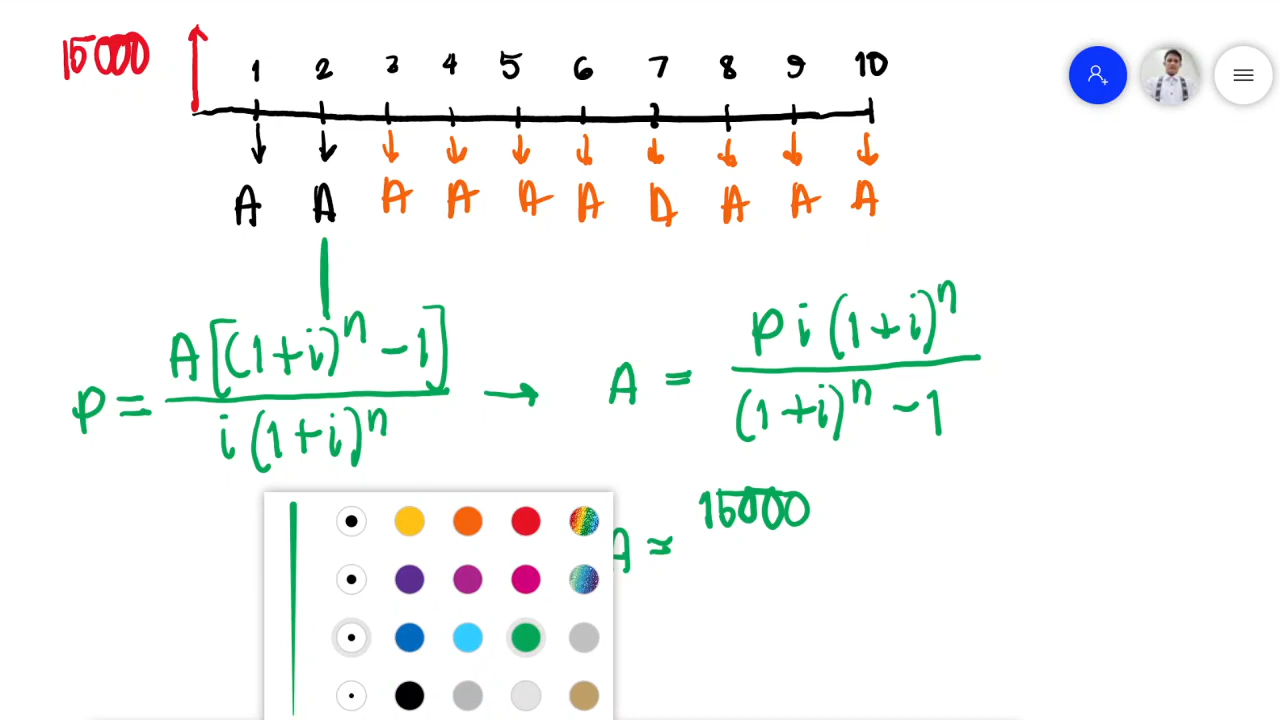 15000
1 2 3 4 5 6 7 8 9 10
A A A A A A A A A A
P = A[(1+i)^n - 1] / i(1+i)^n → A = Pi(1+i)^n / (1+i)^n - 1
A = 15000